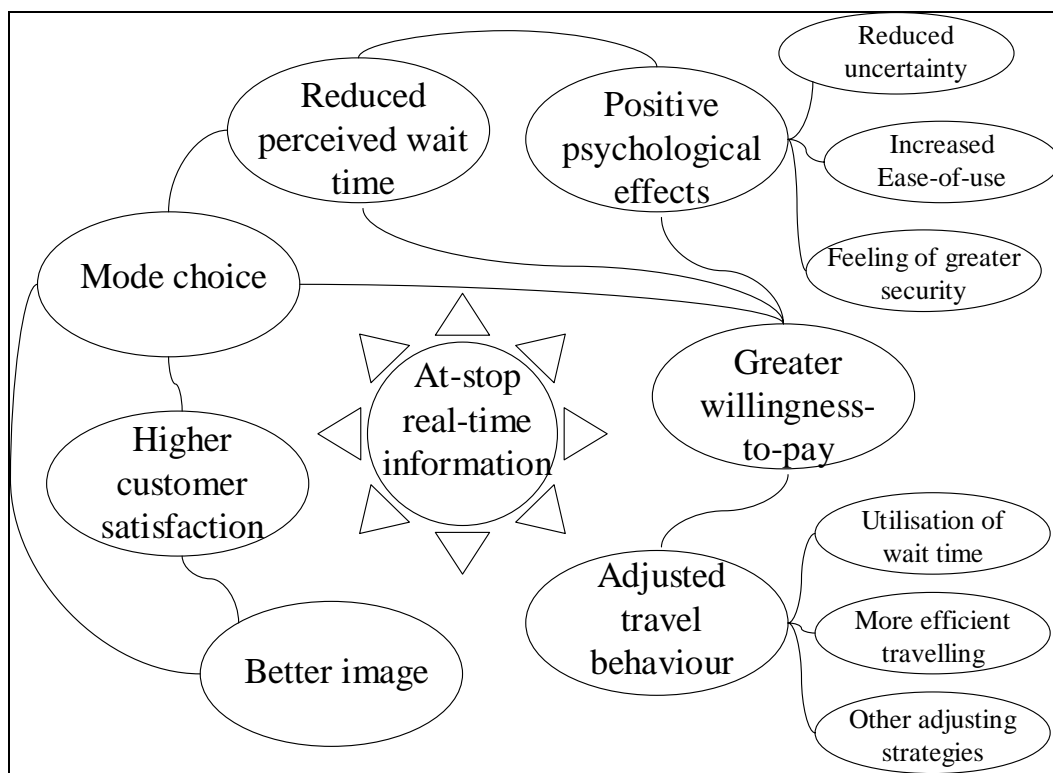 Reduced
uncertainty
Reduced
perceived wait
time
Positive
psychological
effects
Increased
Ease-of-use
Feeling of greater
security
Mode choice
At-stop
real-time
information
Greater
willingness-
to-pay
Higher
customer
satisfaction
Utilisation of
wait time
Adjusted
travel
behaviour
More efficient
travelling
Better image
Other adjusting
strategies